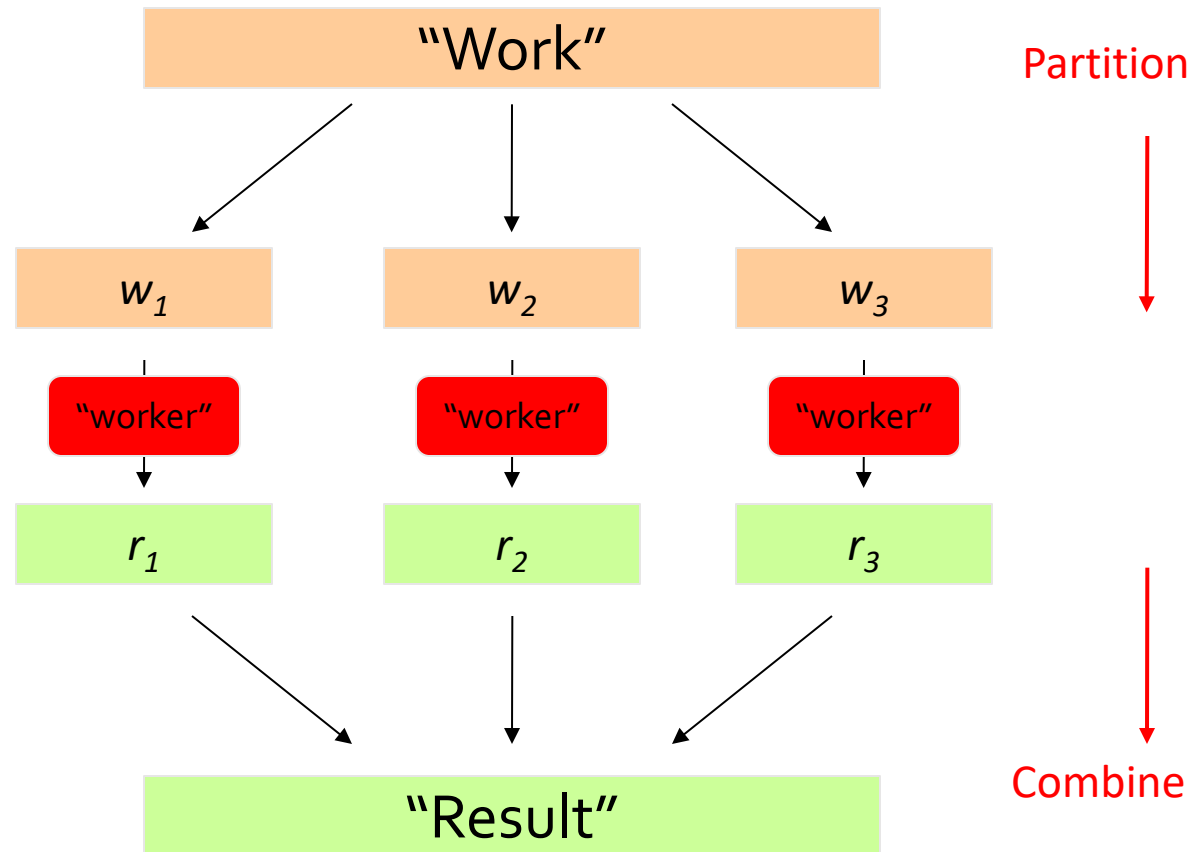 “Work”
Partition
w1
w2
w3
“worker”
“worker”
“worker”
r1
r2
r3
Combine
“Result”